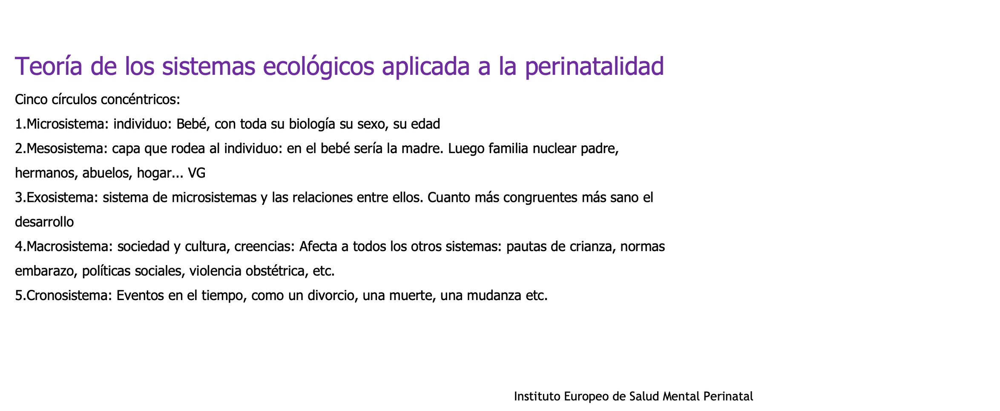 Teoría de los sistemas ecológicos aplicada a la perinatalidad
Cinco círculos concéntricos:
1.Microsistema: individuo: Bebé, con toda su biología su sexo, su edad
2.Mesosistema: capa que rodea al individuo: en el bebé sería la madre. Luego familia nuclear padre,
hermanos, abuelos, hogar... VG
3.Exosistema: sistema de microsistemas y las relaciones entre ellos. Cuanto más congruentes más sano el
desarrollo
4.Macrosistema: sociedad y cultura, creencias: Afecta a todos los otros sistemas: pautas de crianza, normas
embarazo, políticas sociales, violencia obstétrica, etc.
5.Cronosistema: Eventos en el tiempo, como un divorcio, una muerte, una mudanza etc.
Instituto Europeo de Salud Mental Perinatal